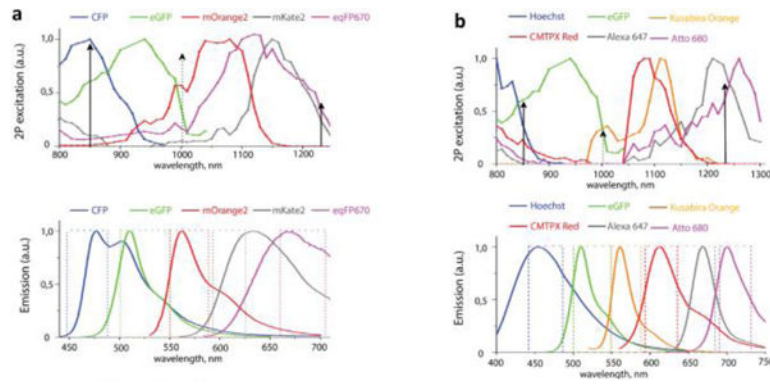 a
CFP eGFP mOrange2 mKate2 eqFP670
2P excitation (a.u.)
1,0
0,5
0
800 900 1000 1100 1200
wavelength, nm
CFP eGFP mOrange2 mKate2 eqFP670
Emission (a.u.)
1,0
0,5
0
450 500 550 600 650 700
wavelength, nm
b
Hoechst eGFP Kusabira Orange
CMTPX Red Alexa 647 Atto 680
2P excitation (a.u.)
1,0
0,5
0
800 900 1000 1100 1200 1300
wavelength, nm
Hoechst eGFP Kusabira Orange
CMTPX Red Alexa 647 Atto 680
Emission (a.u.)
1,0
0,5
0
400 450 500 550 600 650 700 750
wavelength, nm